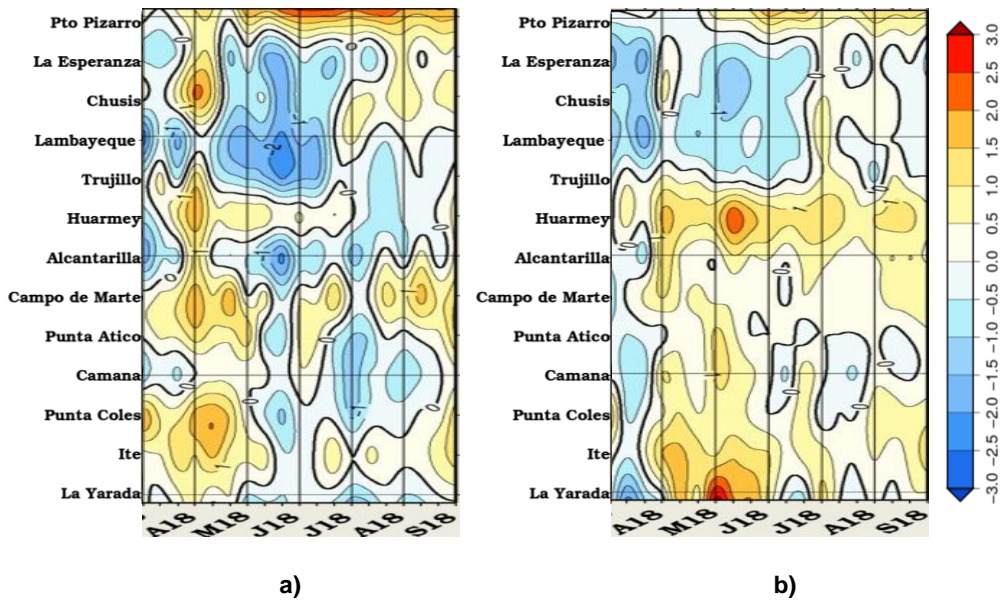 Pto Pizarro
La Esperanza
Chusis
Lambayeque
Trujillo
Huarmey
Alcantarilla
Campo de Marte
Punta Atico
Camana
Punta Coles
Ite
La Yarada
A18 M18 J18 J18 A18 S18
a)
Pto Pizarro
La Esperanza
Chusis
Lambayeque
Trujillo
Huarmey
Alcantarilla
Campo de Marte
Punta Atico
Camana
Punta Coles
Ite
La Yarada
A18 M18 J18 J18 A18 S18
b)
3.0
2.5
2.0
1.5
1.0
0.5
0.0
−0.5
−1.0
−1.5
−2.0
−2.5
−3.0